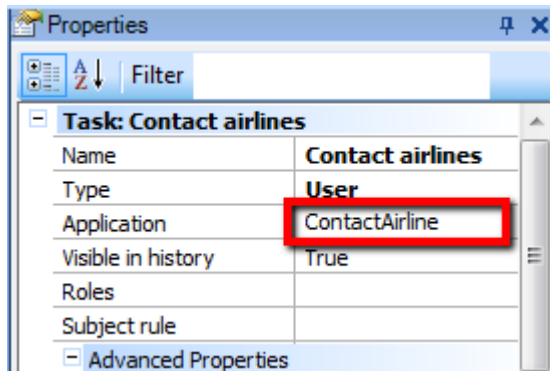 Properties
Filter
Task: Contact airlines
Name Contact airlines
Type User
Application ContactAirline
Visible in history True
Roles
Subject rule
Advanced Properties